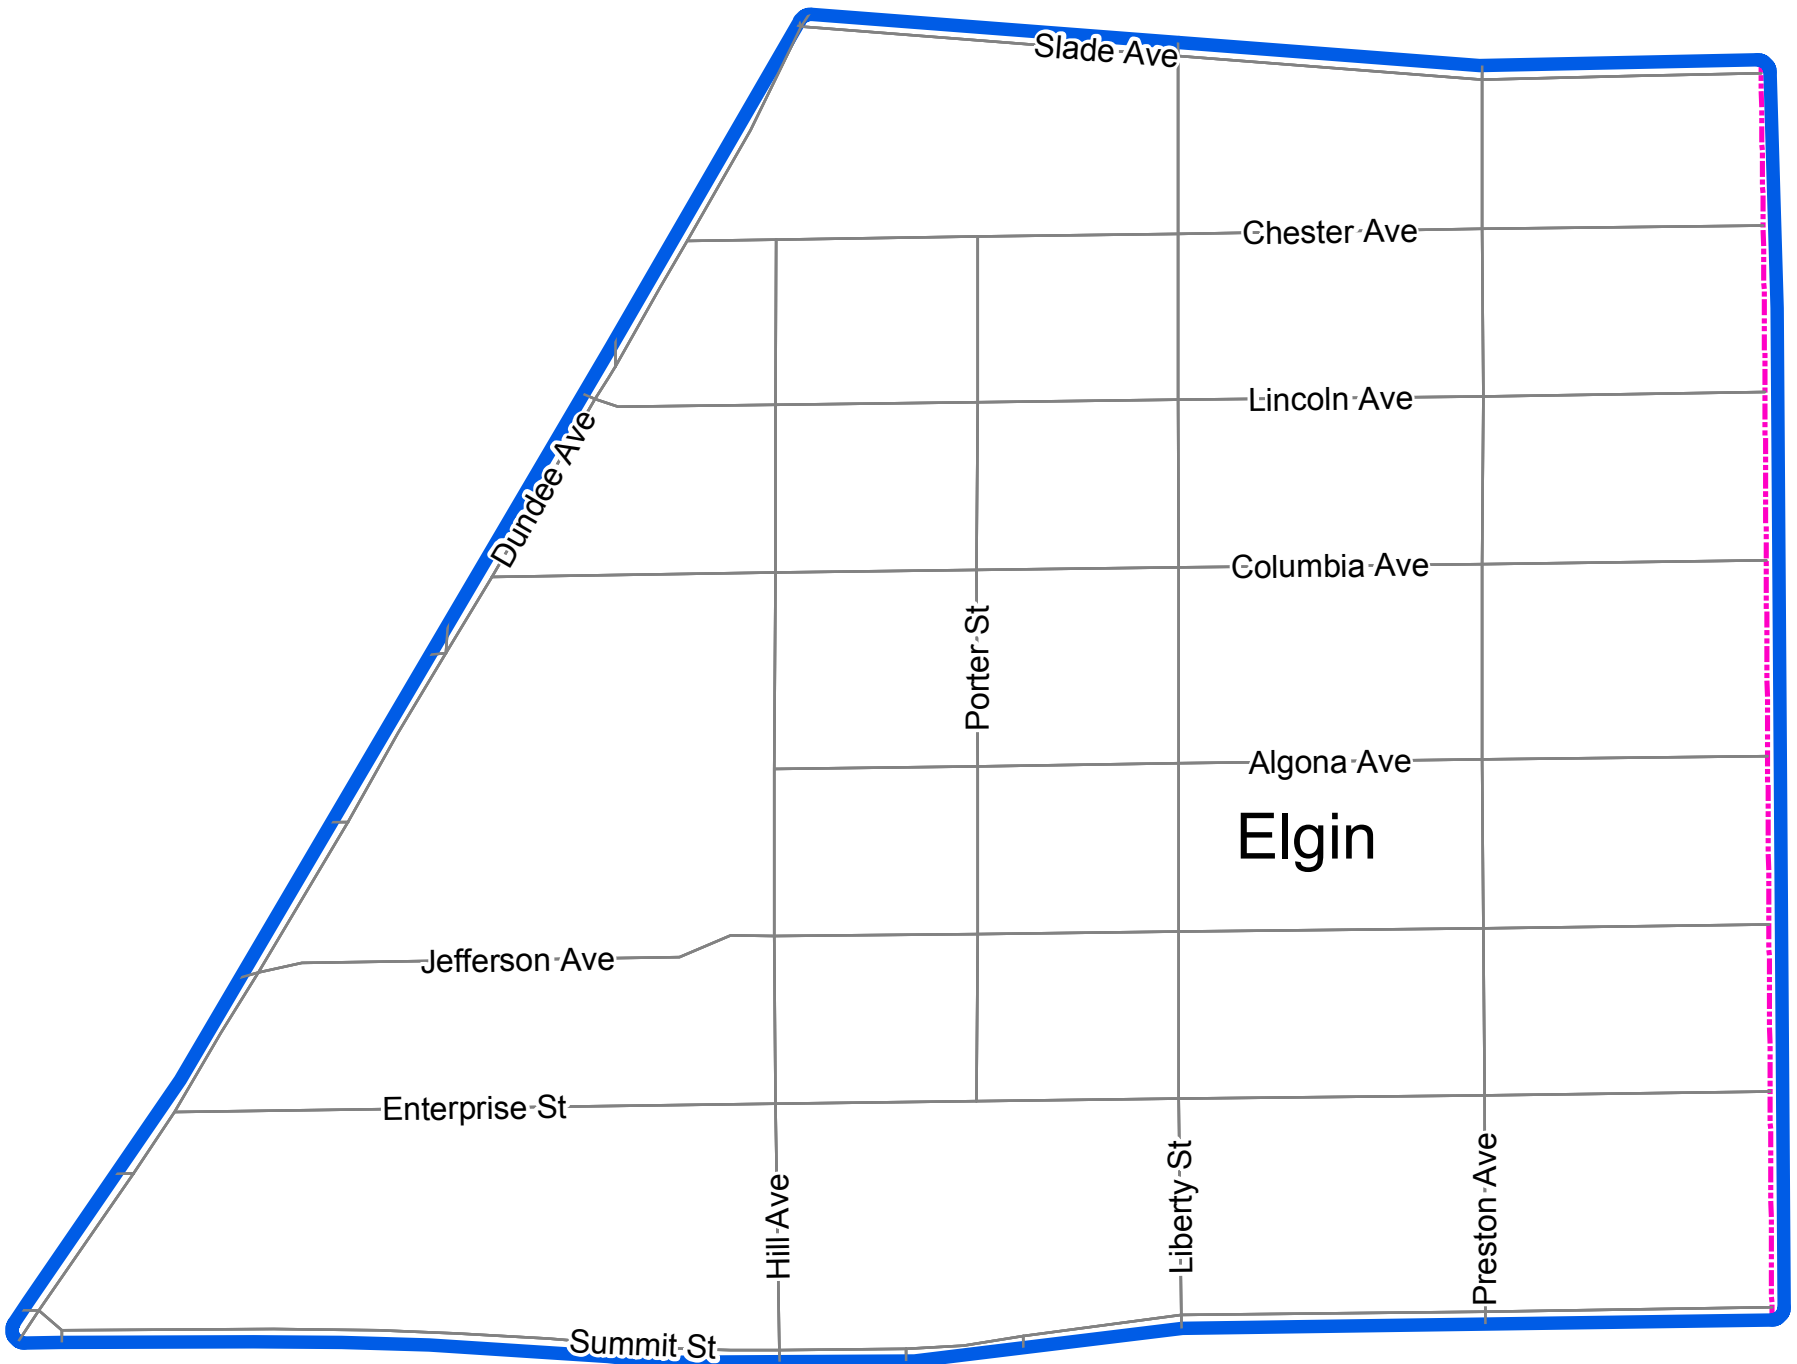 Slade Ave
Chester Ave
Lincoln Ave
Dundee Ave
Columbia Ave
Porter St
Algona Ave
Elgin
Jefferson Ave
Enterprise St
Hill Ave
Liberty St
Preston Ave
Summit St